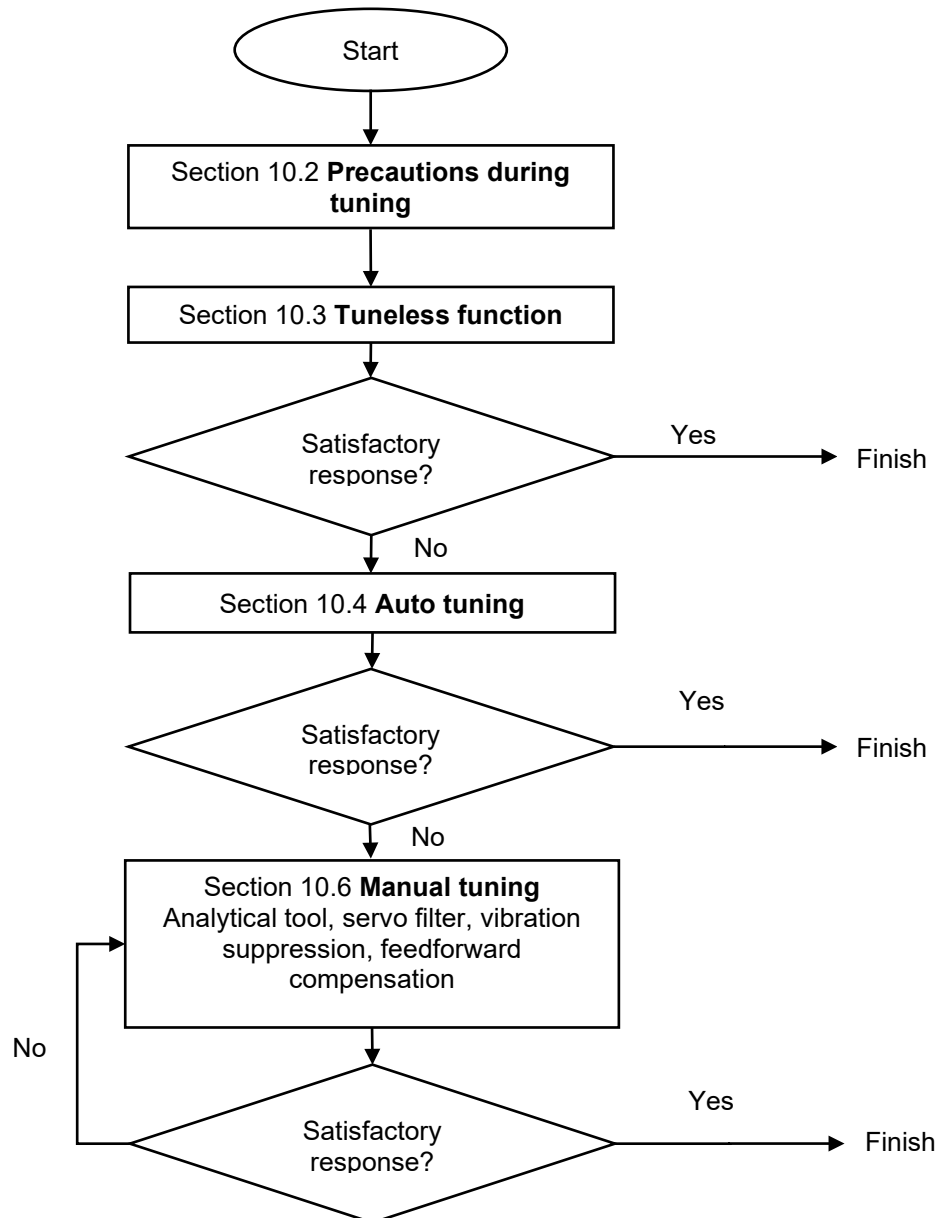 Start
Section 10.2 Precautions during
tuning
Section 10.3 Tuneless function
Satisfactory
response?
Yes
Finish
No
Section 10.4 Auto tuning
Satisfactory
response?
Yes
Finish
No
Section 10.6 Manual tuning
Analytical tool, servo filter, vibration
suppression, feedforward
compensation
No
Satisfactory
response?
Yes
Finish